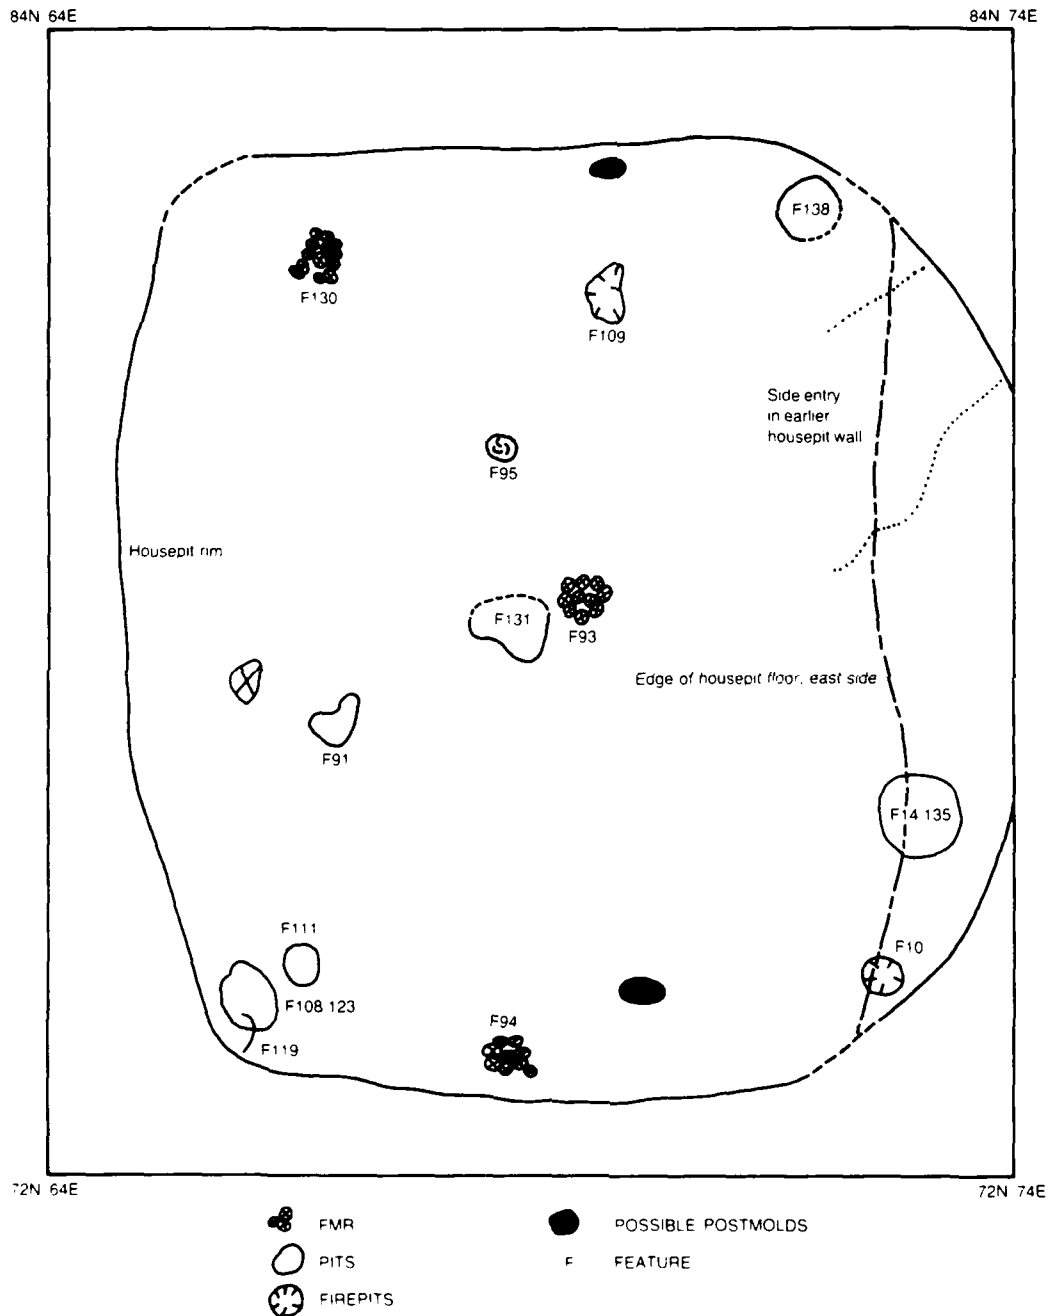 84N 64E
84N 74E
F138
F130
F109
Side entry
in earlier
housepit wall
F95
Housepit rim
F131
F93
Edge of housepit floor, east side
F91
F14 135
F111
F10
F108 123
F94
F119
72N 64E
72N 74E
FMR
POSSIBLE POSTMOLDS
PITS
F FEATURE
FIREPITS